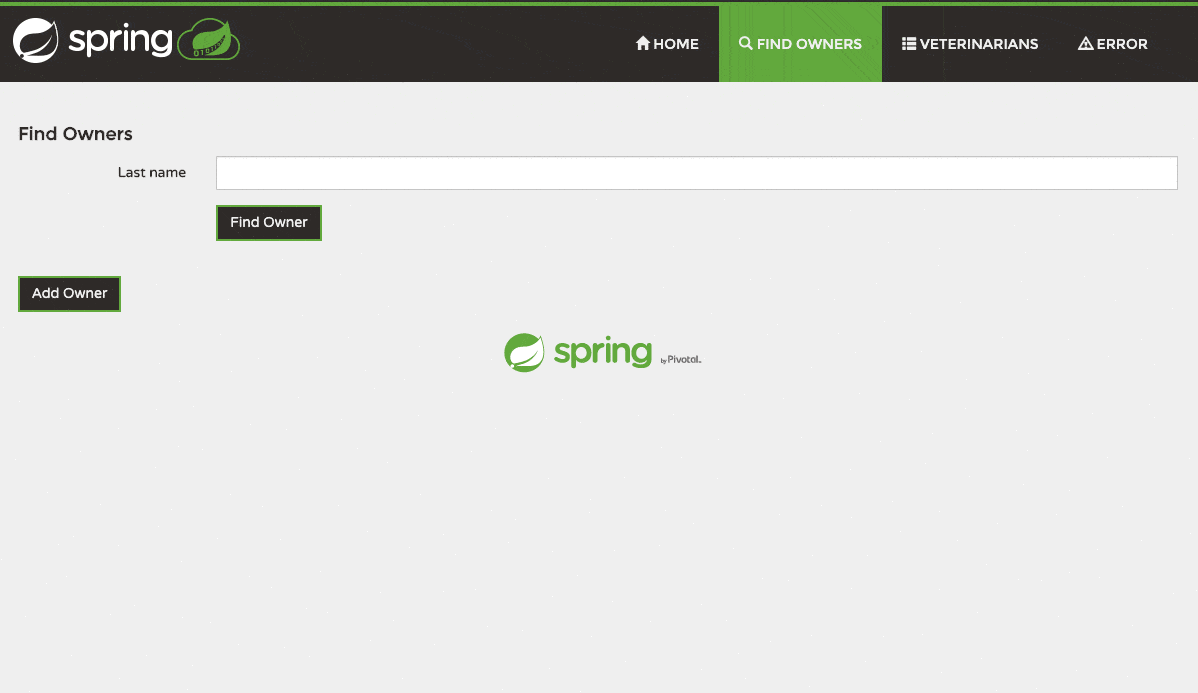 spring
HOME
FIND OWNERS
VETERINARIANS
ERROR
Find Owners
Last name
Find Owner
Add Owner
spring by Pivotal